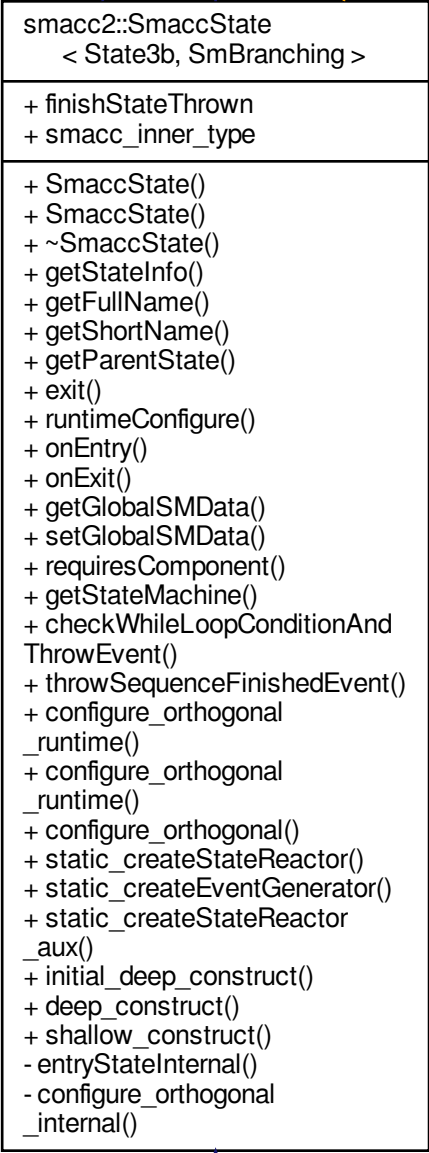 smacc2::SmaccState
< State3b, SmBranching >
+ finishStateThrown
+ smacc_inner_type
+ SmaccState()
+ SmaccState()
+ ~SmaccState()
+ getStateInfo()
+ getFullName()
+ getShortName()
+ getParentState()
+ exit()
+ runtimeConfigure()
+ onEntry()
+ onExit()
+ getGlobalSMData()
+ setGlobalSMData()
+ requiresComponent()
+ getStateMachine()
+ checkWhileLoopConditionAnd
ThrowEvent()
+ throwSequenceFinishedEvent()
+ configure_orthogonal
_runtime()
+ configure_orthogonal
_runtime()
+ configure_orthogonal()
+ static_createStateReactor()
+ static_createEventGenerator()
+ static_createStateReactor
_aux()
+ initial_deep_construct()
+ deep_construct()
+ shallow_construct()
- entryStateInternal()
- configure_orthogonal
_internal()